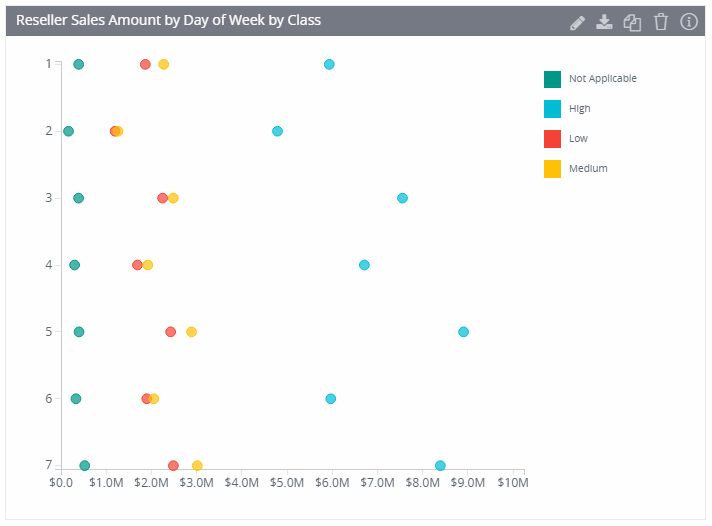 Reseller Sales Amount by Day of Week by Class
1
2
3
4
5
6
7
$0.0 $1.0M $2.0M $3.0M $4.0M $5.0M $6.0M $7.0M $8.0M $9.0M $10M
Not Applicable
High
Low
Medium